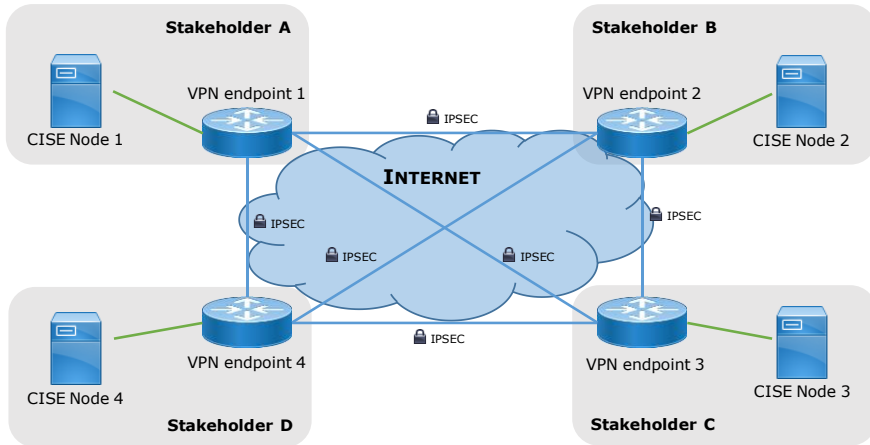 Stakeholder A
Stakeholder B
VPN endpoint 1
VPN endpoint 2
IPSEC
CISE Node 1
CISE Node 2
INTERNET
IPSEC
IPSEC
IPSEC
IPSEC
IPSEC
VPN endpoint 4
VPN endpoint 3
CISE Node 4
CISE Node 3
Stakeholder D
Stakeholder C